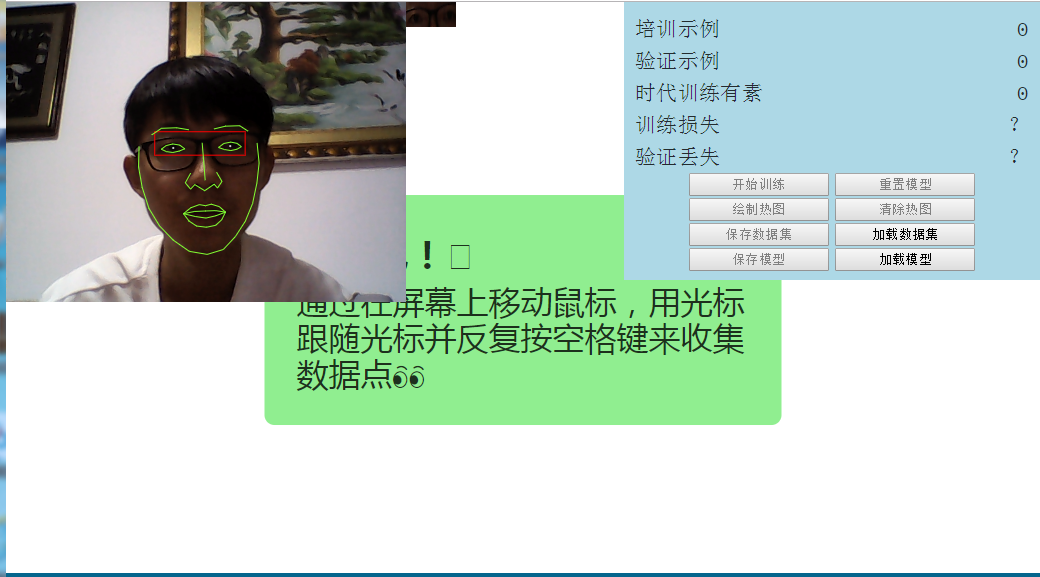 培训示例 0
验证示例 0
时代训练有素 0
训练损失 ?
验证丢失 ?
开始训练 重置模型
绘制热图 清除热图
保存数据集 加载数据集
保存模型 加载模型
!
通过在屏幕上移动鼠标，用光标
跟随光标并反复按空格键来收集
数据点👀